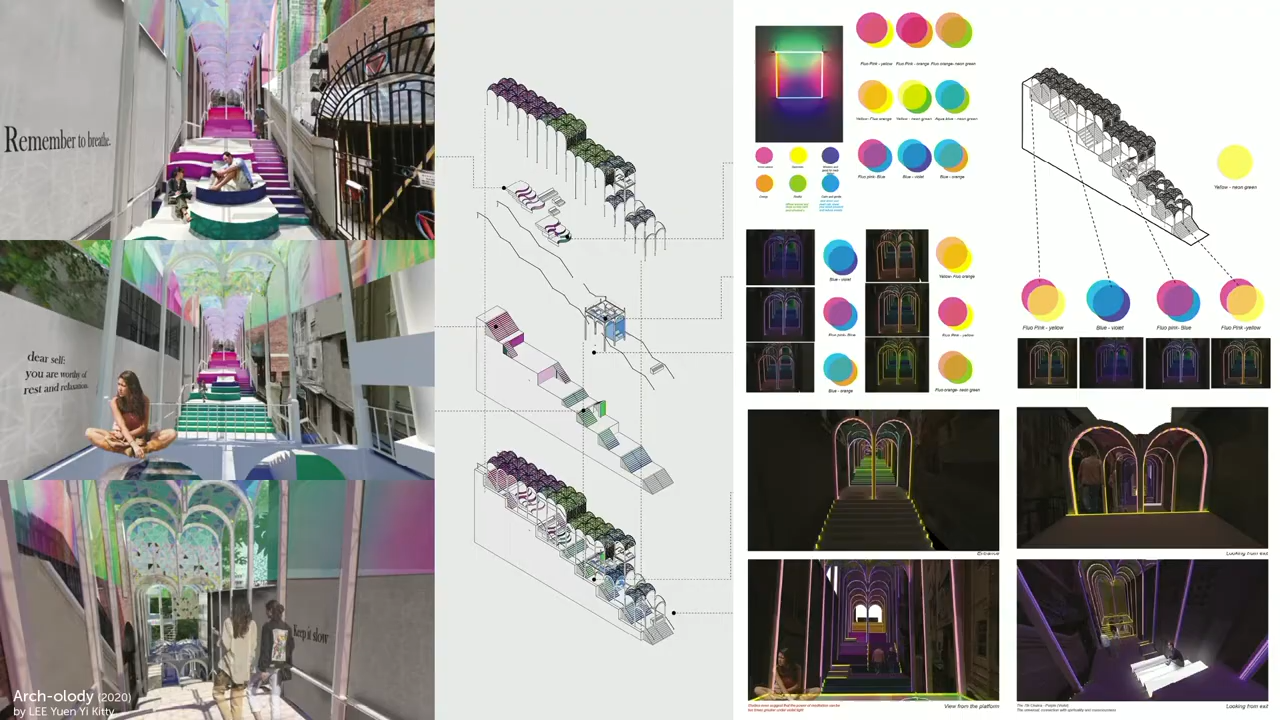 Remember to breathe.
dear self:
you are worthy of
rest and relaxation.
Keep it slow
Arch-olody (2020)
by LEE Yuen Yi Kitty
Fluo Pink - yellow
Fluo Pink - orange
Fluo orange- neon green
Yellow- Fluo orange
Yellow - neon green
Aqua blue - neon green
Fluo pink- Blue
Blue - violet
Blue - orange
Blue - violet
Yellow- Fluo orange
Fluo pink- Blue
Fluo Pink - yellow
Blue - orange
Fluo orange- neon green
Entrance
View from the platform
Yellow - neon green
Fluo Pink - yellow
Blue - violet
Fluo pink- Blue
Fluo Pink -yellow
Looking from exit
Looking from exit